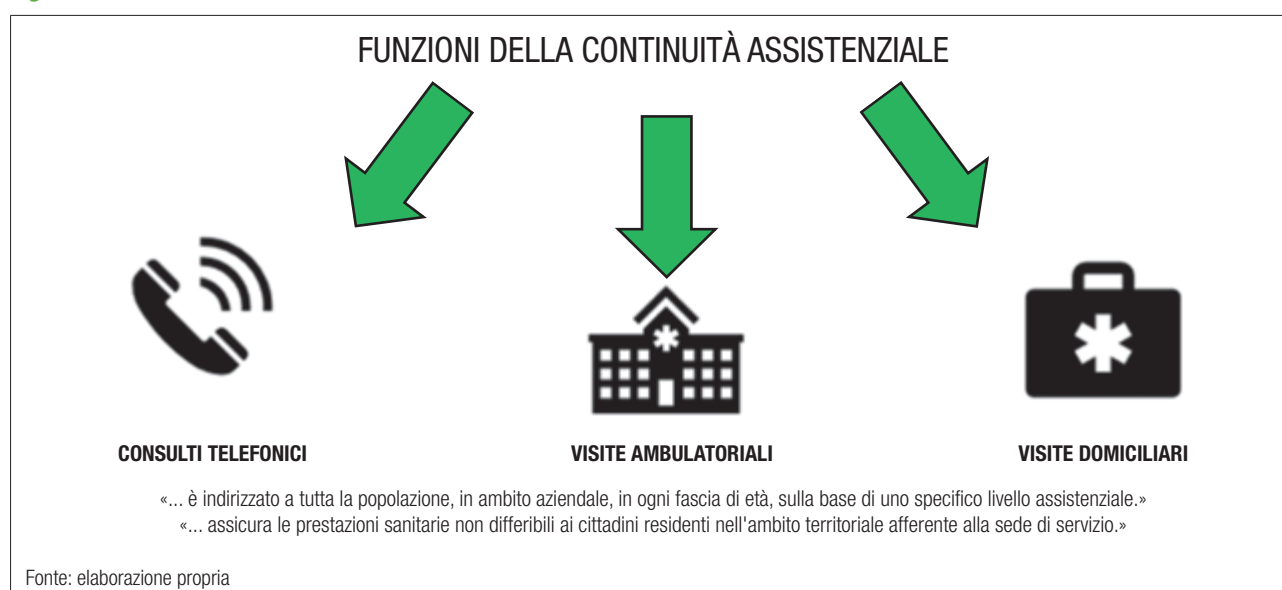 FUNZIONI DELLA CONTINUITÀ ASSISTENZIALE
CONSULTI TELEFONICI
VISITE AMBULATORIALI
VISITE DOMICILIARI
«... è indirizzato a tutta la popolazione, in ambito aziendale, in ogni fascia di età, sulla base di uno specifico livello assistenziale.»
«... assicura le prestazioni sanitarie non differibili ai cittadini residenti nell'ambito territoriale afferente alla sede di servizio.»
Fonte: elaborazione propria